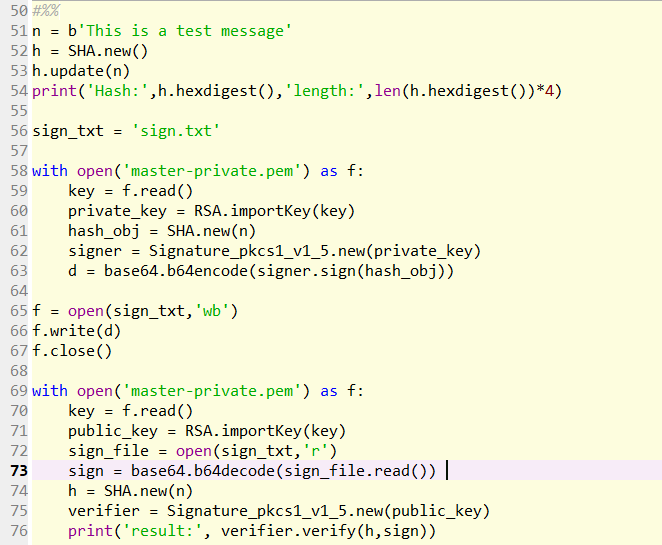 50 #%%
51 n = b'This is a test message'
52 h = SHA.new()
53 h.update(n)
54 print('Hash:',h.hexdigest(),'length:',len(h.hexdigest())*4)
55
56 sign_txt = 'sign.txt'
57
58 with open('master-private.pem') as f:
59     key = f.read()
60     private_key = RSA.importKey(key)
61     hash_obj = SHA.new(n)
62     signer = Signature_pkcs1_v1_5.new(private_key)
63     d = base64.b64encode(signer.sign(hash_obj))
64
65 f = open(sign_txt,'wb')
66 f.write(d)
67 f.close()
68
69 with open('master-private.pem') as f:
70     key = f.read()
71     public_key = RSA.importKey(key)
72     sign_file = open(sign_txt,'r')
73     sign = base64.b64decode(sign_file.read())
74     h = SHA.new(n)
75     verifier = Signature_pkcs1_v1_5.new(public_key)
76     print('result:', verifier.verify(h,sign))